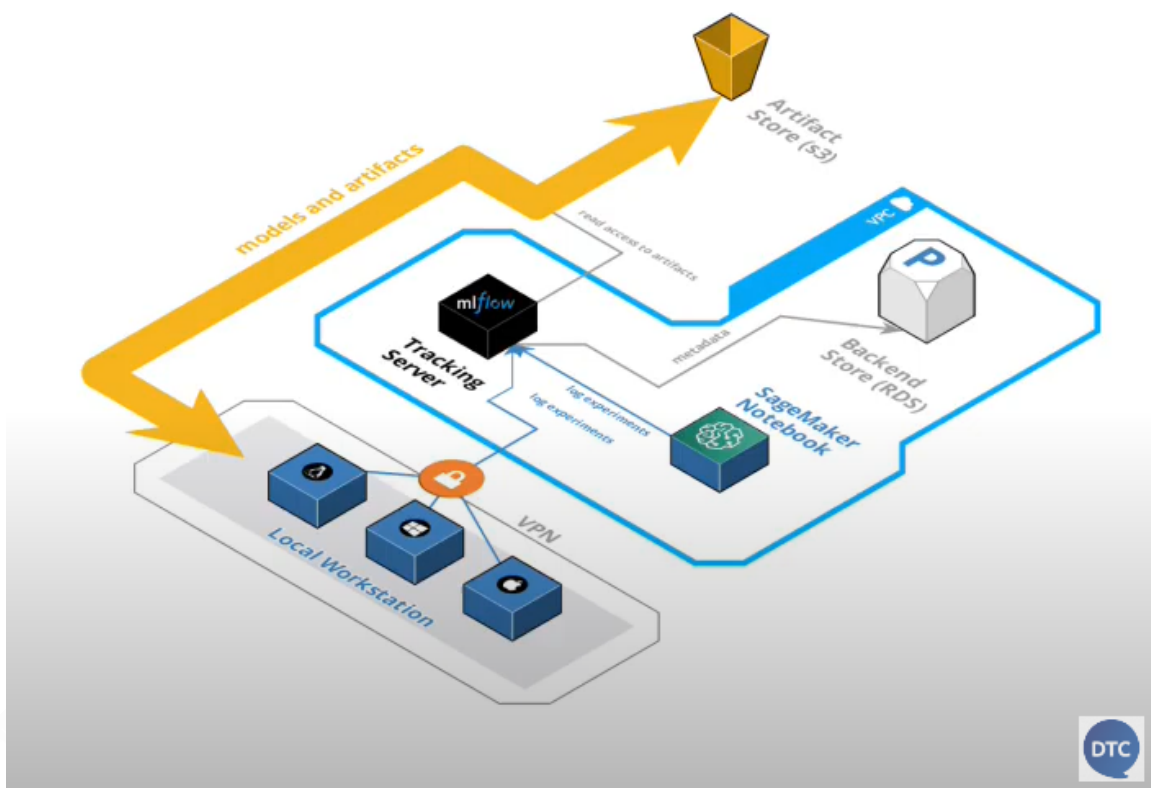 Artifact
Store (s3)
models and artifacts
read access to artifacts
VPC
mlflow
Tracking
Server
metadata
P
Backend
Store (RDS)
log experiments
log experiments
SageMaker
Notebook
VPN
Local Workstation
DTC